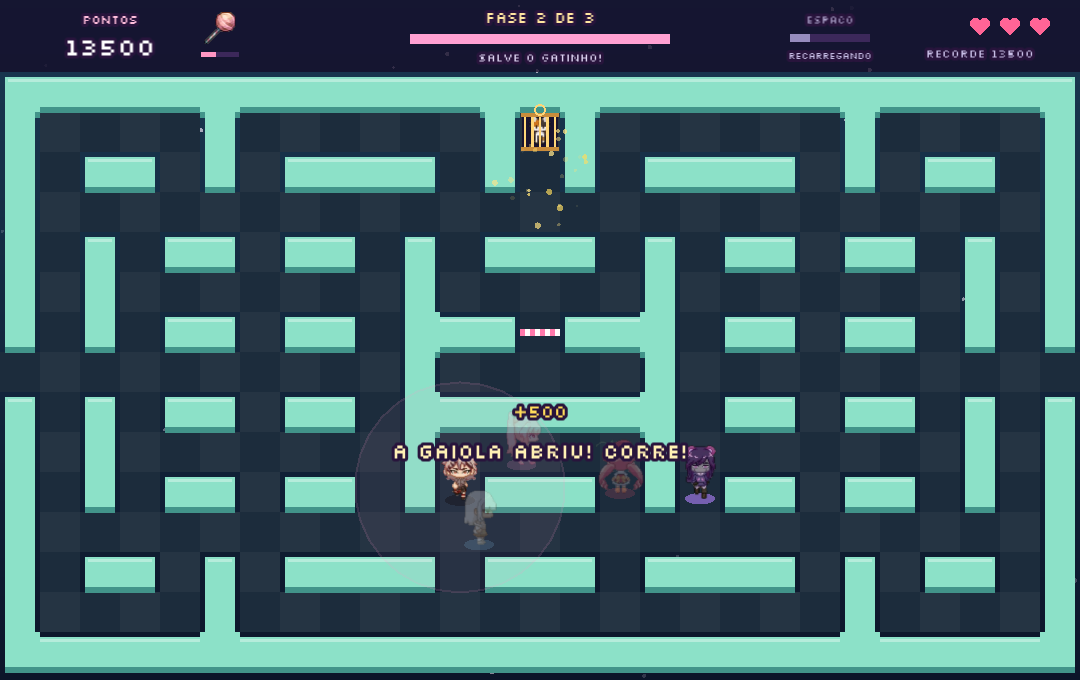 PONTOS
13500
FASE 2 DE 3
SALVE O GATINHO!
ESPAÇO
RECARREGANDO
RECORDE 13500
+500
A GAIOLA ABRIU! CORRE!